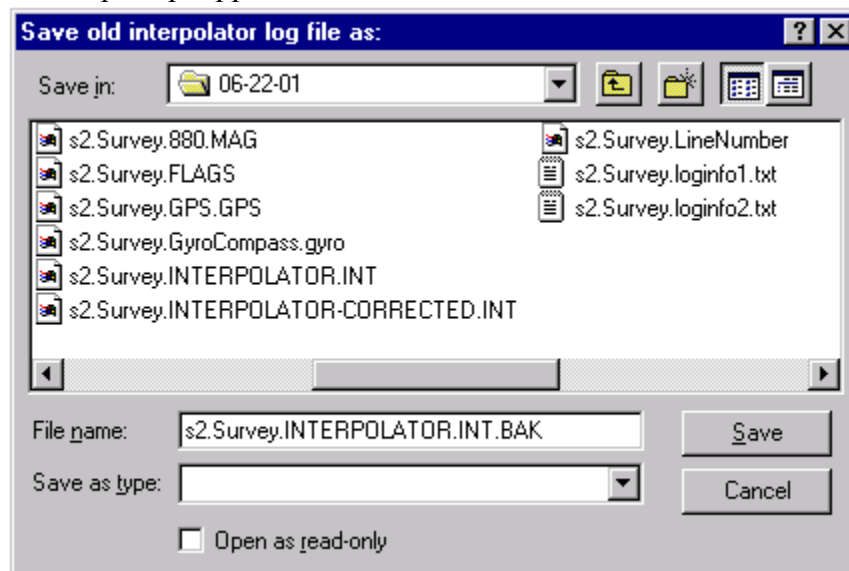 Save old interpolator log file as:
Save in: 06-22-01
s2.Survey.880.MAG
s2.Survey.FLAGS
s2.Survey.GPS.GPS
s2.Survey.GyroCompass.gyro
s2.Survey.INTERPOLATOR.INT
s2.Survey.INTERPOLATOR-CORRECTED.INT
s2.Survey.LineNumber
s2.Survey.loginfo1.txt
s2.Survey.loginfo2.txt
File name: s2.Survey.INTERPOLATOR.INT.BAK Save
Save as type: Cancel
Open as read-only